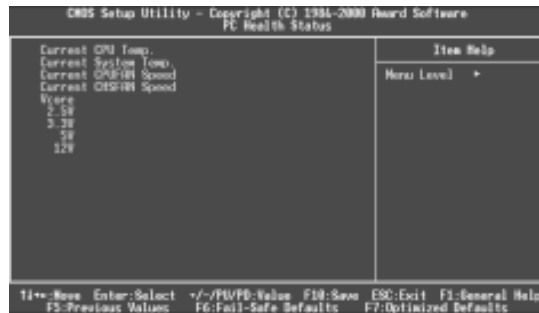 CMOS Setup Utility - Copyright (C) 1984-2000 Award Software
PC Health Status
Current CPU Temp.
Current System Temp.
Current CPUFAN Speed
Current CHSFAN Speed
Vcore
2.5V
3.3V
5V
12V
Item Help
Menu Level ►
↑↓→←:Move Enter:Select +/-/PU/PD:Value F10:Save ESC:Exit F1:General Help
F5:Previous Values F6:Fail-Safe Defaults F7:Optimized Defaults